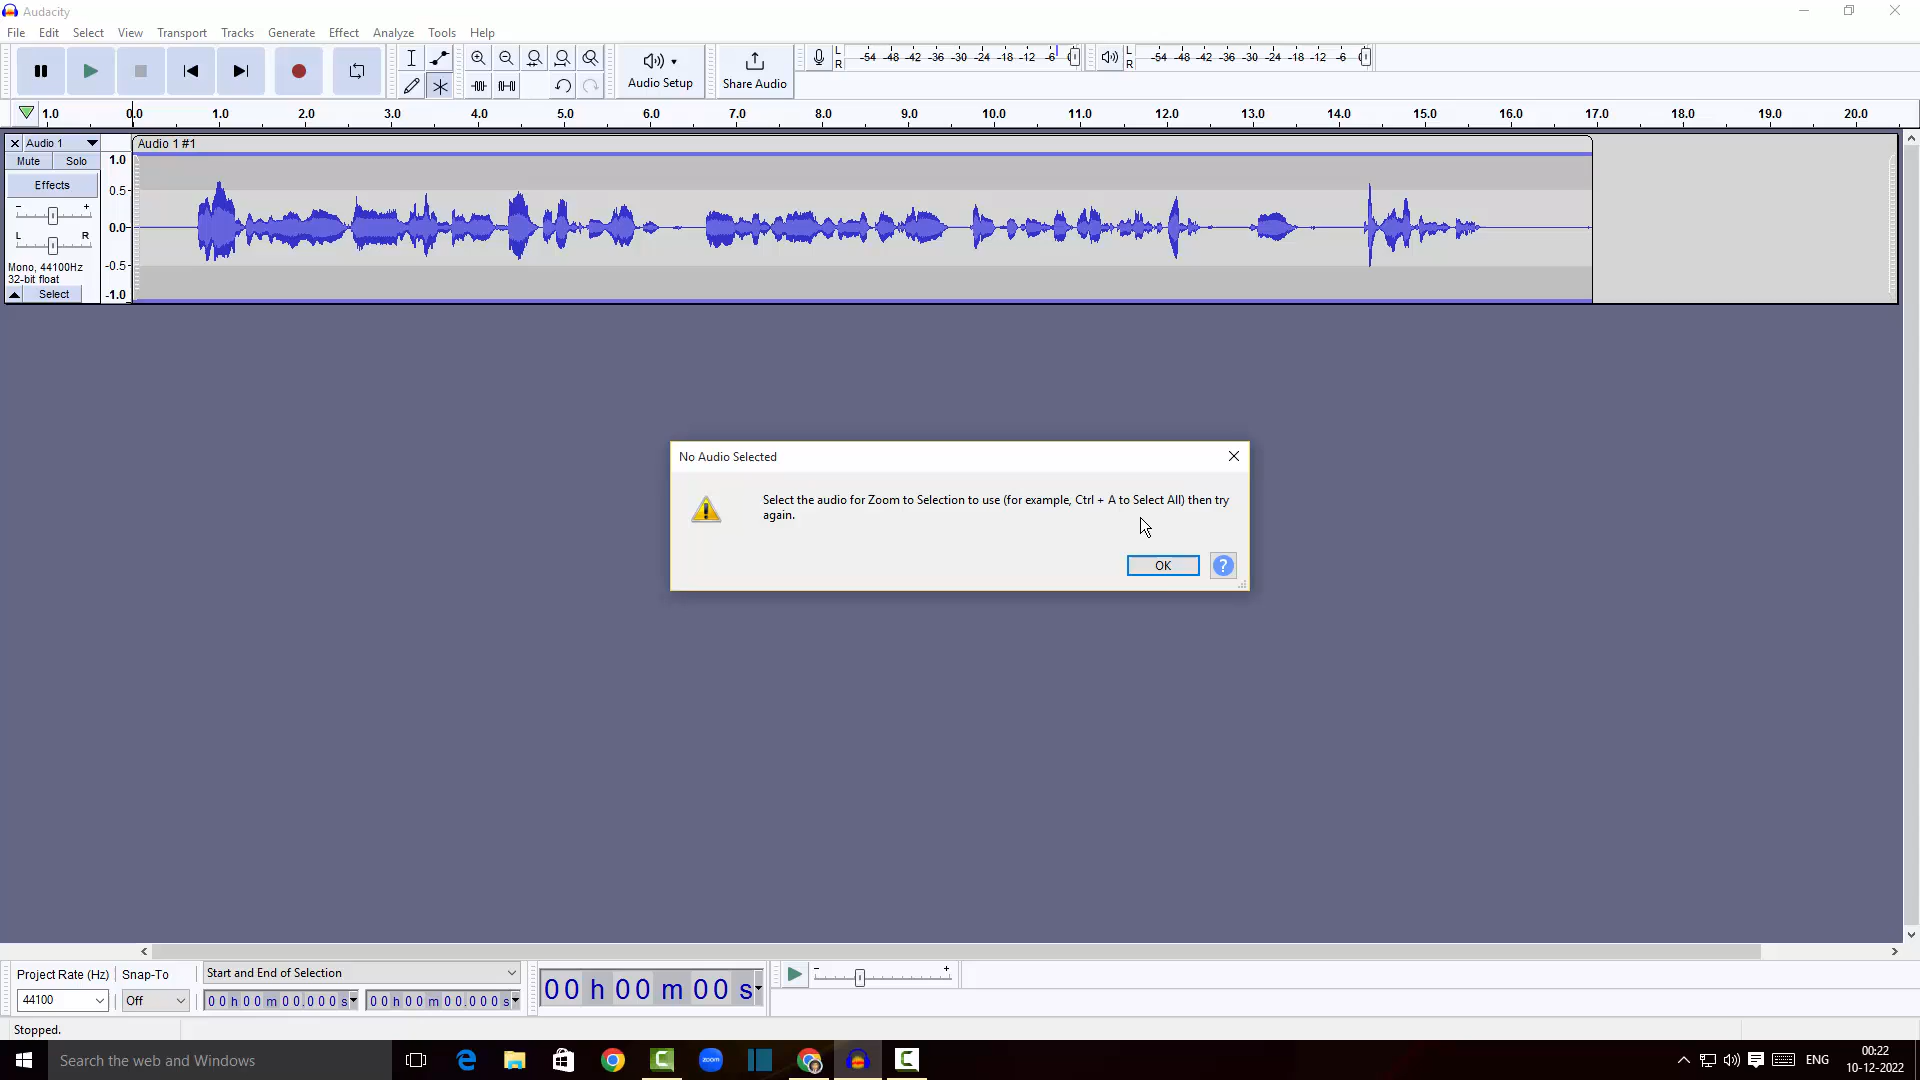 Audacity
File Edit Select View Transport Tracks Generate Effect Analyze Tools Help
Audio Setup
Share Audio
L
R
-54 -48 -42 -36 -30 -24 -18 -12 -6 0
L
R
-54 -48 -42 -36 -30 -24 -18 -12 -6 0
1.0 0.0 1.0 2.0 3.0 4.0 5.0 6.0 7.0 8.0 9.0 10.0 11.0 12.0 13.0 14.0 15.0 16.0 17.0 18.0 19.0 20.0
Audio 1
Audio 1 #1
Mute Solo
Effects
- +
L R
Mono, 44100Hz
32-bit float
Select
1.0
0.5
0.0
-0.5
-1.0
No Audio Selected
Select the audio for Zoom to Selection to use (for example, Ctrl + A to Select All) then try
again.
OK
?
Project Rate (Hz)
44100
Snap-To
Off
Start and End of Selection
00 h 00 m 00.000 s
00 h 00 m 00.000 s
00 h 00 m 00 s
- +
Stopped.
Search the web and Windows
zoom
ENG
00:22
10-12-2022